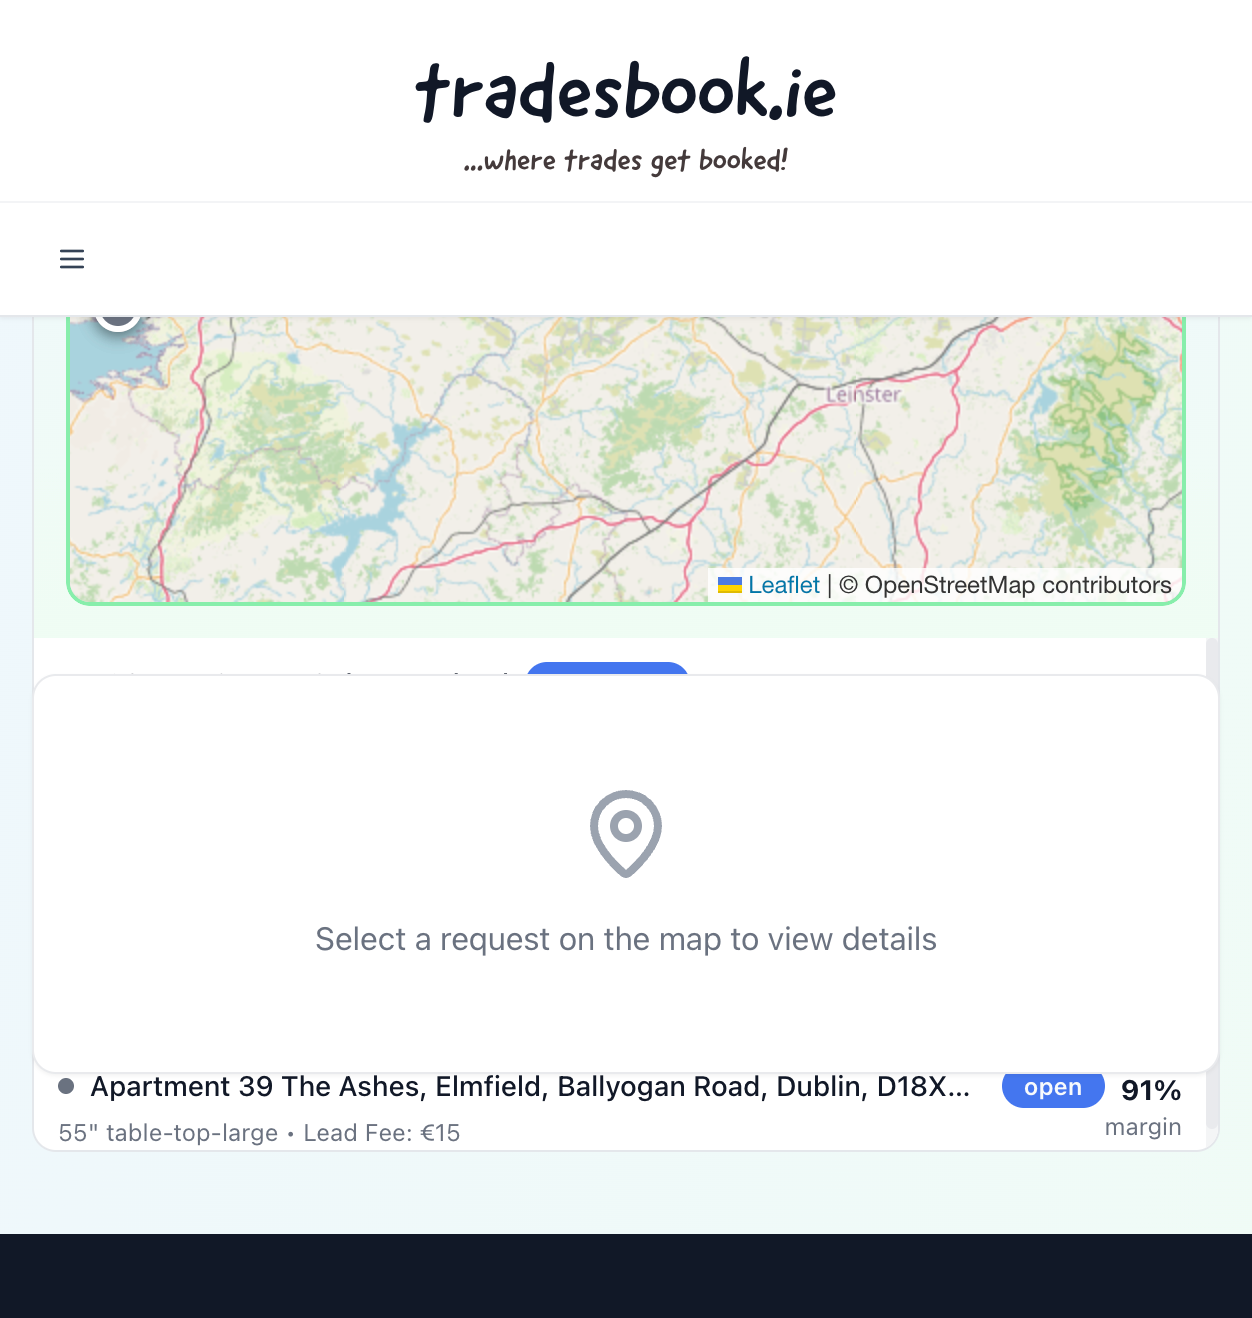 tradesbook.ie
...where trades get booked!
Leinster
Leaflet | © OpenStreetMap contributors
Select a request on the map to view details
Apartment 39 The Ashes, Elmfield, Ballyogan Road, Dublin, D18X...
open
91%
55" table-top-large • Lead Fee: €15
margin